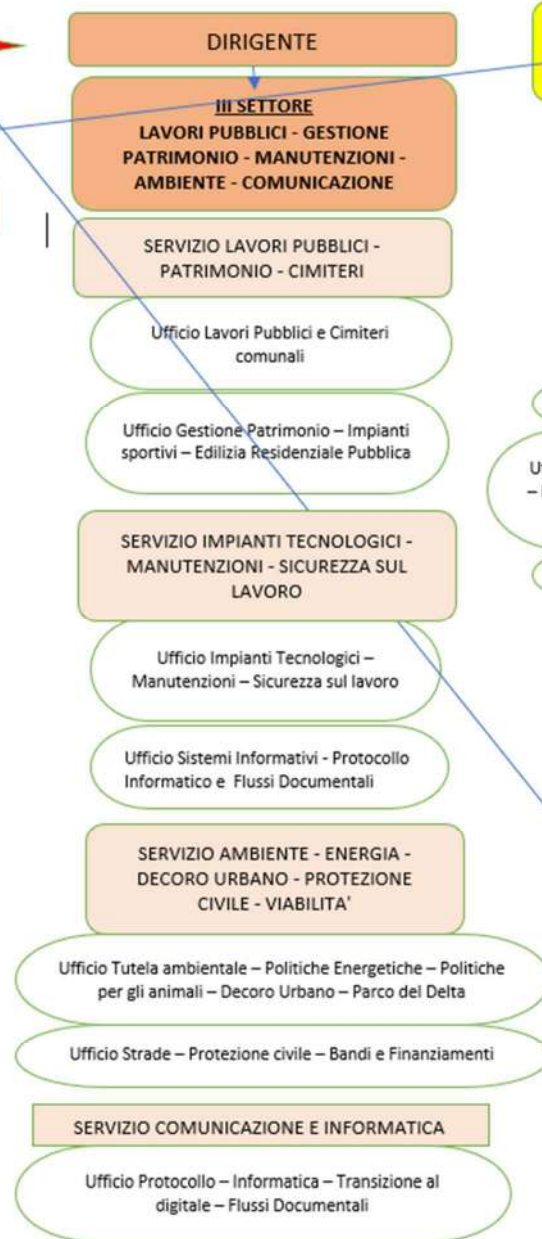 DIRIGENTE
III SETTORE
LAVORI PUBBLICI - GESTIONE
PATRIMONIO - MANUTENZIONI -
AMBIENTE - COMUNICAZIONE
SERVIZIO LAVORI PUBBLICI -
PATRIMONIO - CIMITERI
Ufficio Lavori Pubblici e Cimiteri
comunali
Ufficio Gestione Patrimonio – Impianti
sportivi – Edilizia Residenziale Pubblica
SERVIZIO IMPIANTI TECNOLOGICI -
MANUTENZIONI - SICUREZZA SUL
LAVORO
Ufficio Impianti Tecnologici –
Manutenzioni – Sicurezza sul lavoro
Ufficio Sistemi Informativi - Protocollo
Informatico e Flussi Documentali
SERVIZIO AMBIENTE - ENERGIA -
DECORO URBANO - PROTEZIONE
CIVILE - VIABILITA’
Ufficio Tutela ambientale – Politiche Energetiche – Politiche
per gli animali – Decoro Urbano – Parco del Delta
Ufficio Strade – Protezione civile – Bandi e Finanziamenti
SERVIZIO COMUNICAZIONE E INFORMATICA
Ufficio Protocollo – Informatica – Transizione al
digitale – Flussi Documentali